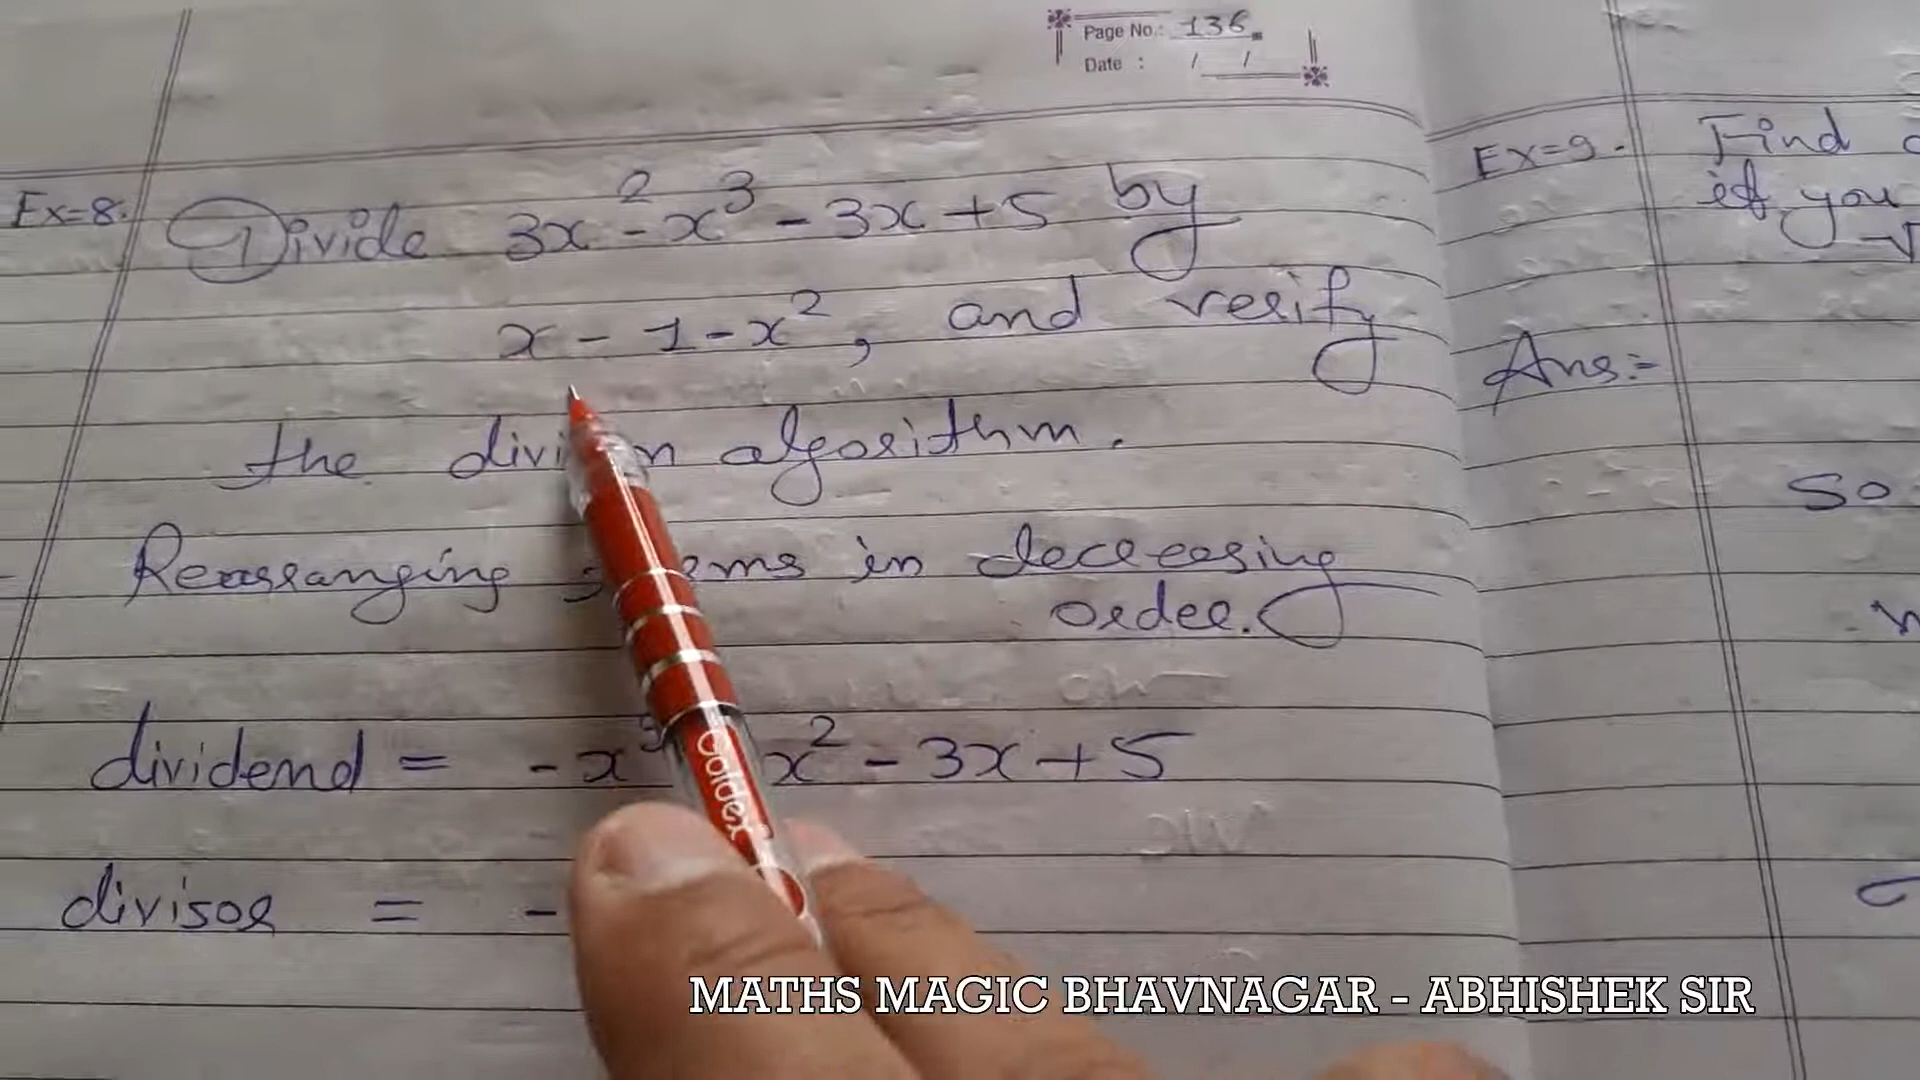 Page No.: 136
Date : / /
Ex=8. Divide 3x²-x³-3x+5 by
x-1-x², and verify
the division algorithm.
Rearranging terms in decreasing
order.
dividend = -x³ x² - 3x + 5
divisor = -
Ex=9. Find
if you
Ans:-
So
Goldex
MATHS MAGIC BHAVNAGAR - ABHISHEK SIR